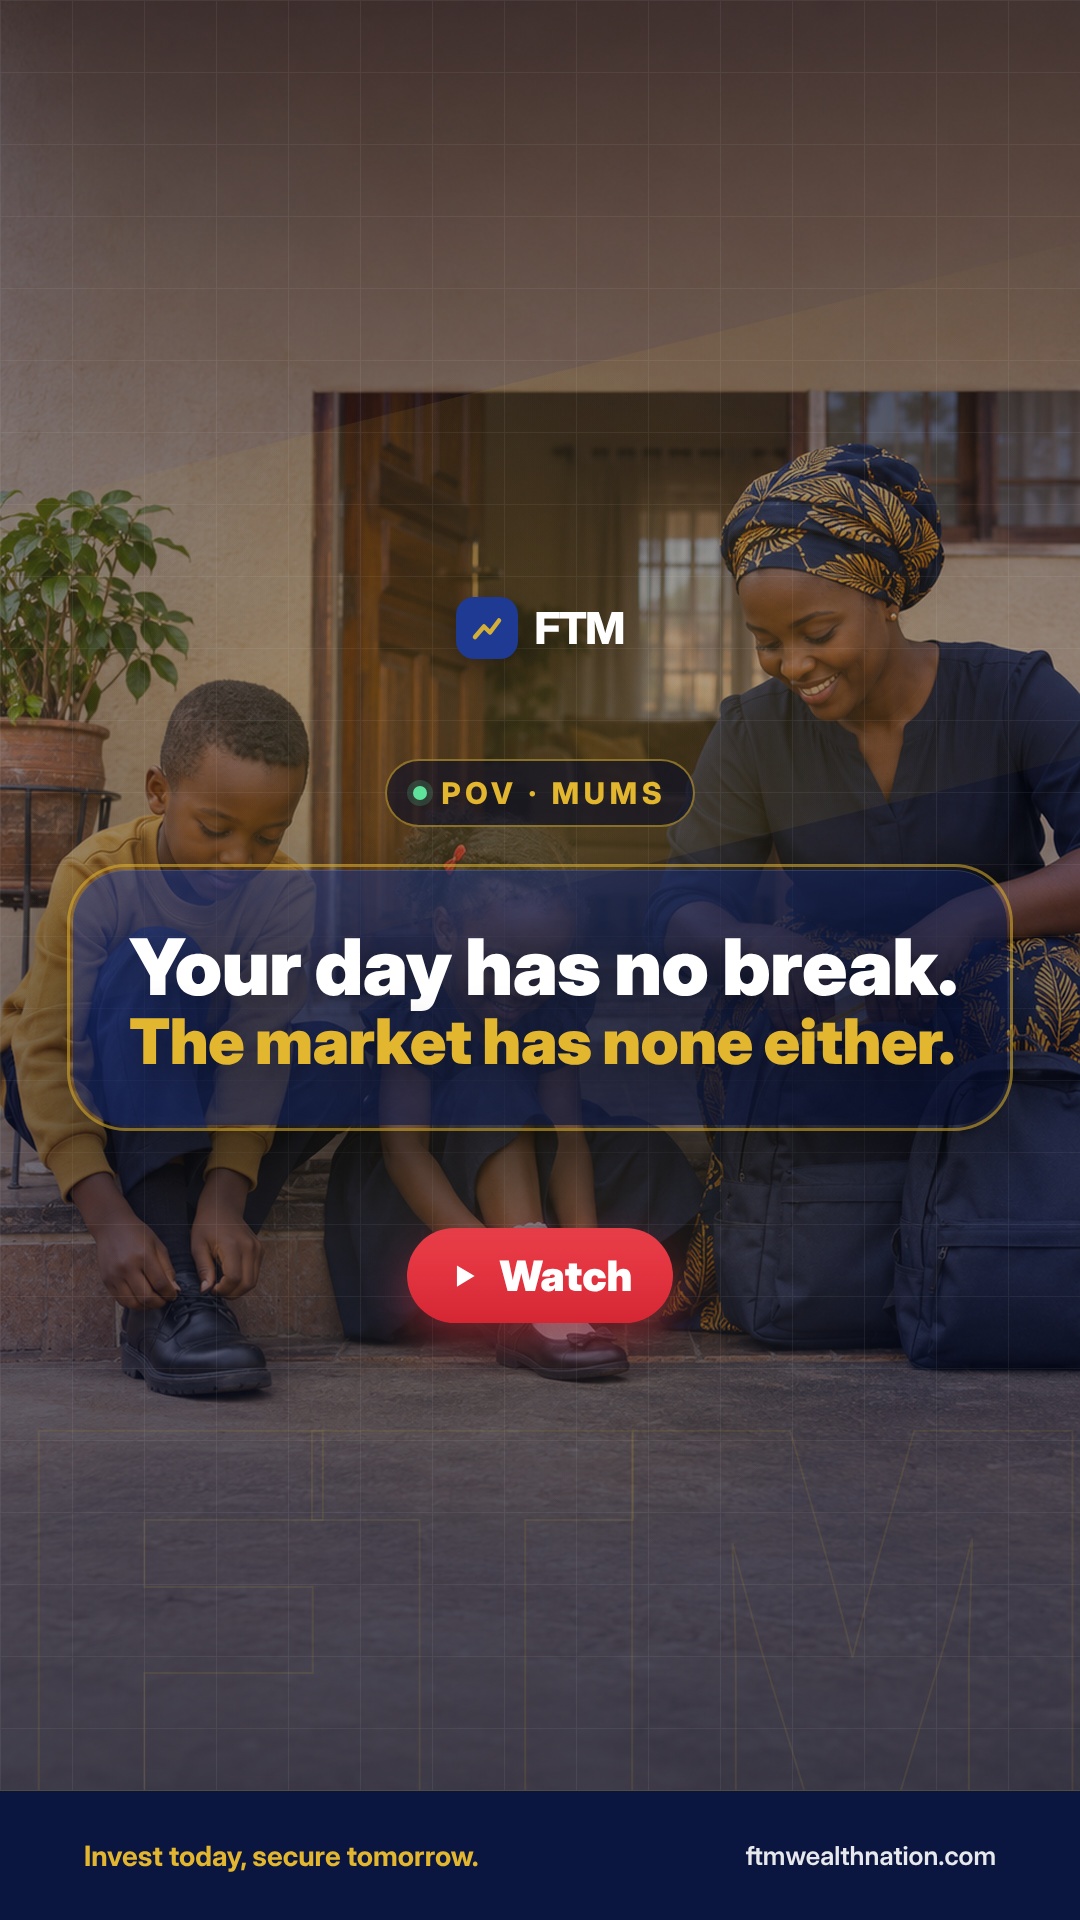 FTM
POV · MUMS
Your day has no break.
The market has none either.
Watch
FTM
Invest today, secure tomorrow.
ftmwealthnation.com